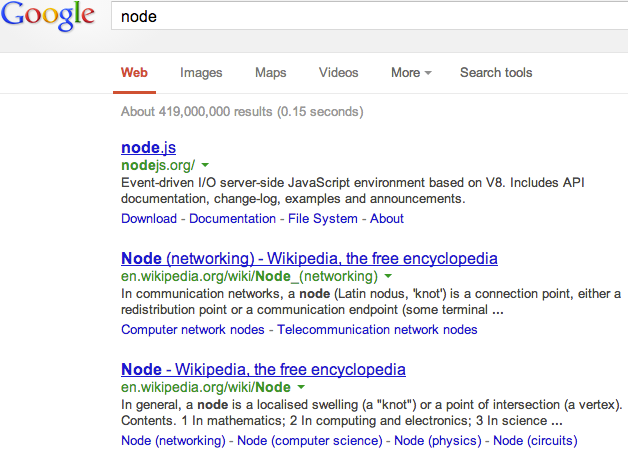 Google node
Web Images Maps Videos More Search tools
About 419,000,000 results (0.15 seconds)
node.js
nodejs.org/
Event-driven I/O server-side JavaScript environment based on V8. Includes API
documentation, change-log, examples and announcements.
Download - Documentation - File System - About
Node (networking) - Wikipedia, the free encyclopedia
en.wikipedia.org/wiki/Node_(networking)
In communication networks, a node (Latin nodus, 'knot') is a connection point, either a
redistribution point or a communication endpoint (some terminal ...
Computer network nodes - Telecommunication network nodes
Node - Wikipedia, the free encyclopedia
en.wikipedia.org/wiki/Node
In general, a node is a localised swelling (a "knot") or a point of intersection (a vertex).
Contents. 1 In mathematics; 2 In computing and electronics; 3 In science ...
Node (networking) - Node (computer science) - Node (physics) - Node (circuits)